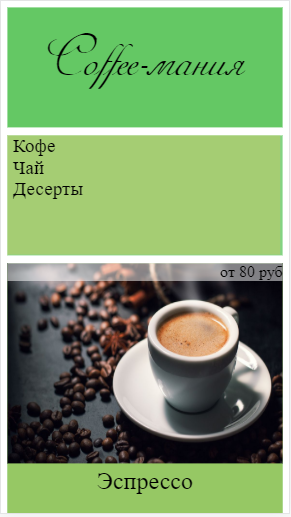 Coffee-мания
Кофе
Чай
Десерты
от 80 руб
Эспрессо